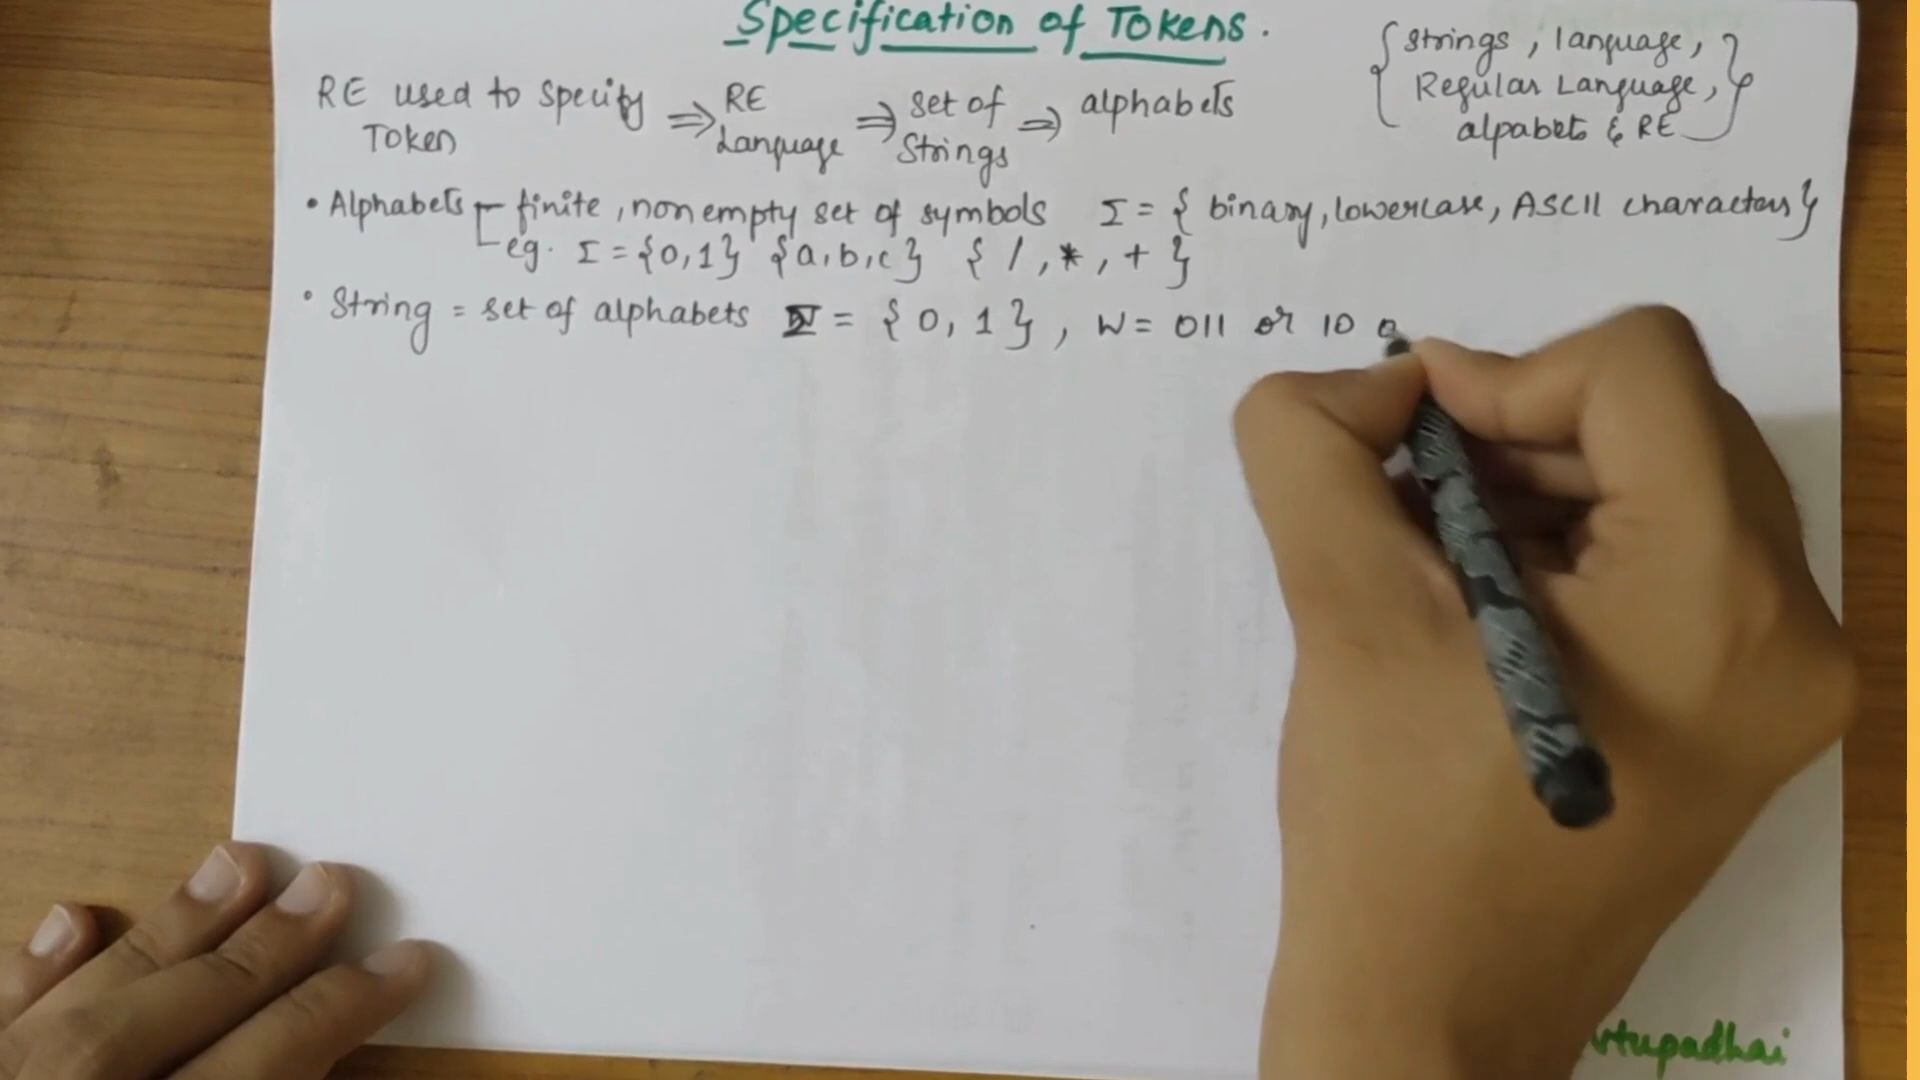 Specification of Tokens.
{ strings, language,
Regular Language,
alpabets & RE }
RE used to specify Token ⇒ RE Language ⇒ set of Strings ⇒ alphabets
• Alphabets - finite, nonempty set of symbols Σ = { binary, lowercase, ASCII characters }
eg. Σ = {0,1} {a,b,c} { /, *, + }
• String = set of alphabets Σ = { 0, 1 }, W = 011 or 10 o
vtupadhai